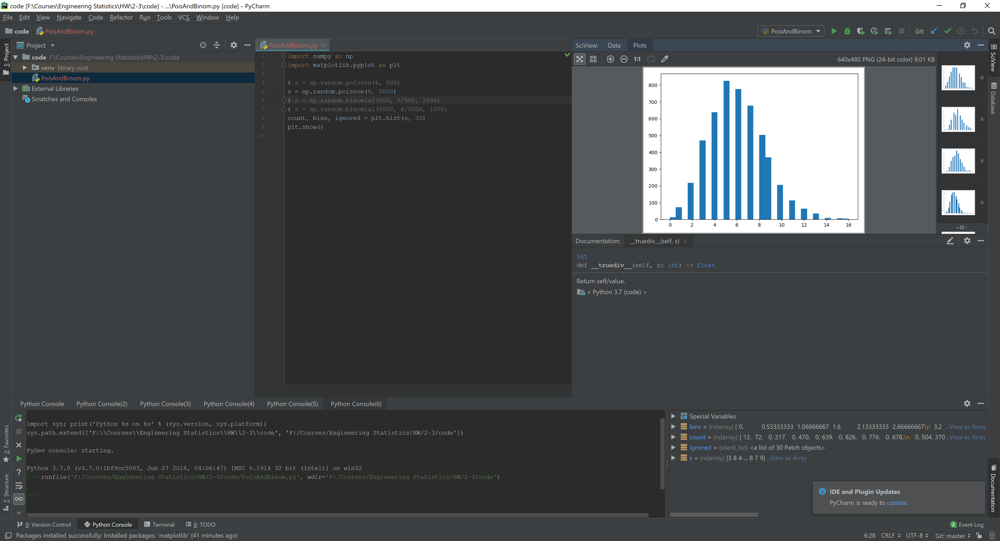 code [F:\Courses\Engineering Statistics\HW\2-3\code] - ...\PoisAndBinom.py [code] - PyCharm
File Edit View Navigate Code Refactor Run Tools VCS Window Help
code PoisAndBinom.py
PoisAndBinom Git:
1: Project
Project
code F:\Courses\Engineering Statistics\HW\2-3\code
venv library root
PoisAndBinom.py
External Libraries
Scratches and Consoles
PoisAndBinom.py
1 import numpy as np
2 import matplotlib.pyplot as plt
3
4 # s = np.random.poisson(6, 500)
5 s = np.random.poisson(6, 5000)
6 # s = np.random.binomial(500, 6/500, 1000)
7 # s = np.random.binomial(5000, 6/5000, 1000)
8 count, bins, ignored = plt.hist(s, 30)
9 plt.show()
10
SciView: Data Plots
1:1 640x480 PNG (24-bit color) 9.01 KB
800
700
600
500
400
300
200
100
0
0 2 4 6 8 10 12 14 16
1
SciView
Database
Documentation: __truediv__(self, x)
int
def __truediv__(self, x: int) -> float
Return self/value.
< Python 3.7 (code) >
Python Console Python Console(2) Python Console(3) Python Console(4) Python Console(5) Python Console(6)
import sys; print('Python %s on %s' % (sys.version, sys.platform))
sys.path.extend(['F:\\Courses\\Engineering Statistics\\HW\\2-3\\code', 'F:/Courses/Engineering Statistics/HW/2-3/code'])
PyDev console: starting.
Python 3.7.0 (v3.7.0:1bf9cc5093, Jun 27 2018, 04:06:47) [MSC v.1914 32 bit (Intel)] on win32
>>> runfile('F:/Courses/Engineering Statistics/HW/2-3/code/PoisAndBinom.py', wdir='F:/Courses/Engineering Statistics/HW/2-3/code')
>>>
Special Variables
bins = {ndarray} [ 0. 0.53333333 1.06666667 1.6 2.13333333 2.66666667\n 3.2 ...View as Array
count = {ndarray} [ 12. 72. 0. 217. 0. 470. 0. 639. 0. 826. 0. 776. 0. 678.\n 0. 504. 370...View as Array
ignored = {silent_list} <a list of 30 Patch objects>
s = {ndarray} [3 8 4 ... 8 7 9] ...View as Array
IDE and Plugin Updates
PyCharm is ready to update.
2: Favorites
7: Structure
Documentation
9: Version Control Python Console Terminal 6: TODO
2 Event Log
Packages installed successfully: Installed packages: 'matplotlib' (41 minutes ago)
6:28 CRLF UTF-8 Git: master